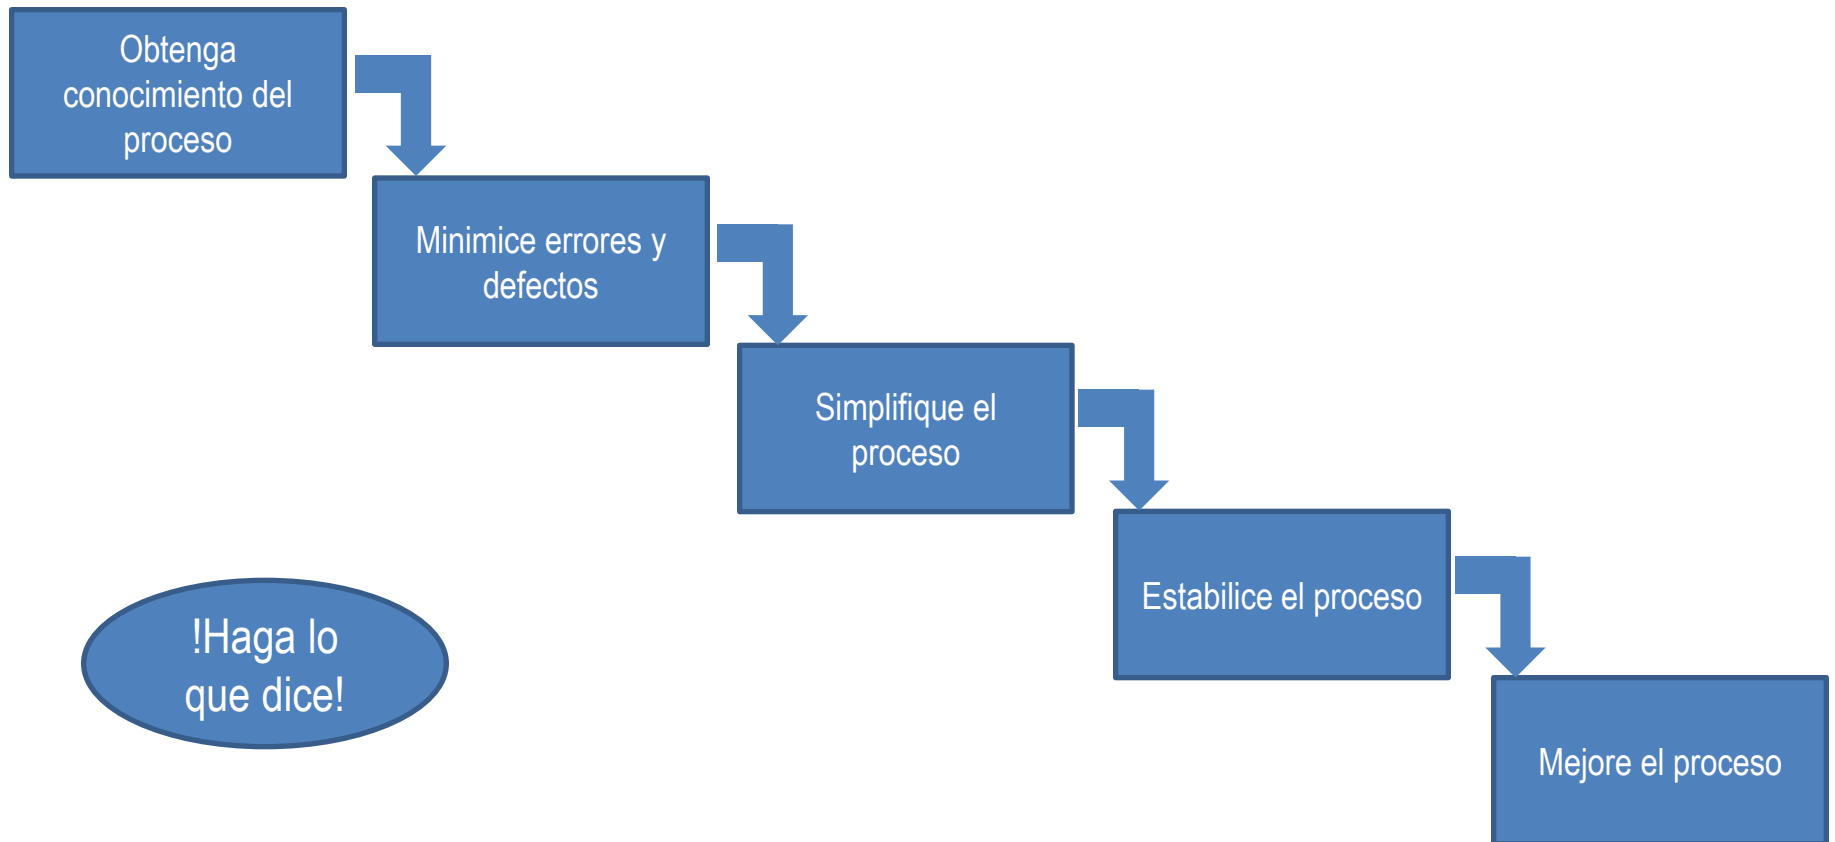 Obtenga
conocimiento del
proceso
Minimice errores y
defectos
Simplifique el
proceso
Estabilice el proceso
Mejore el proceso
!Haga lo
que dice!